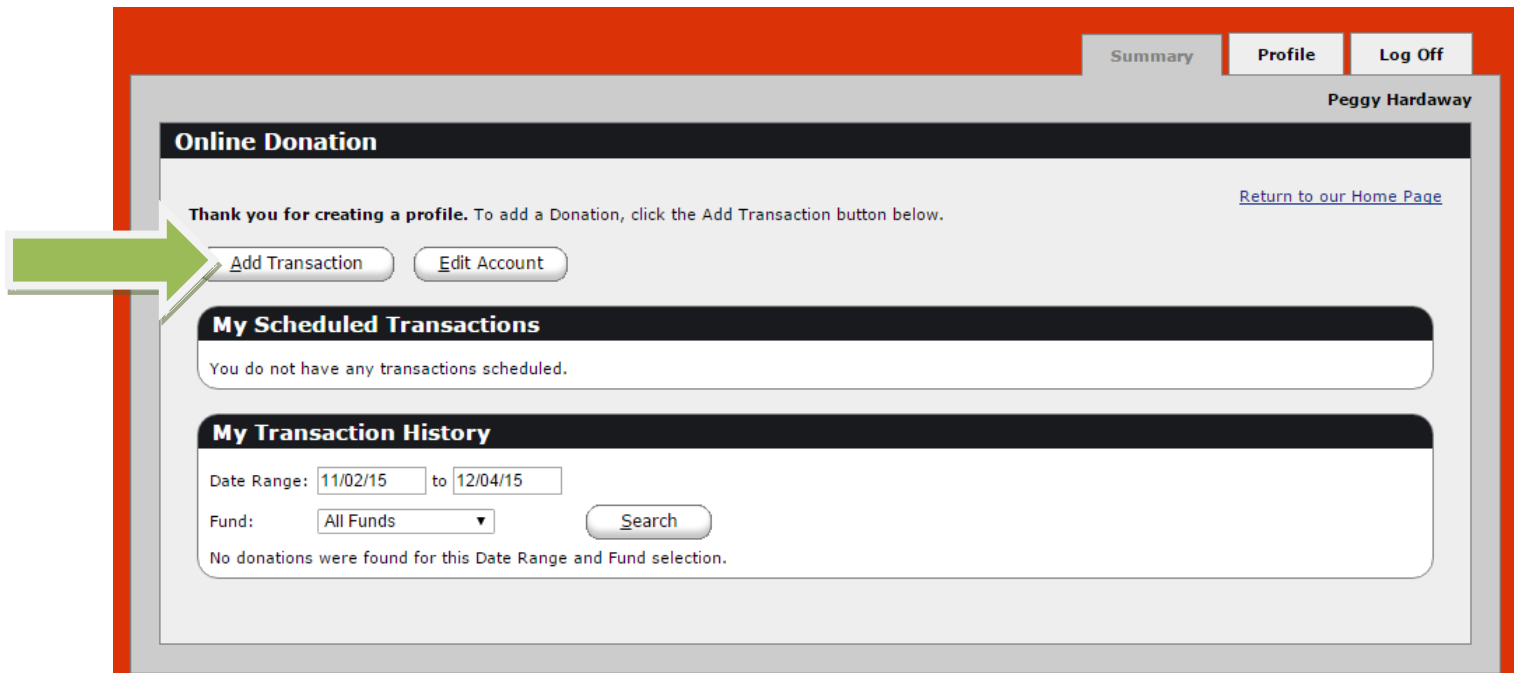 Summary Profile Log Off
Peggy Hardaway
Online Donation
Return to our Home Page
Thank you for creating a profile. To add a Donation, click the Add Transaction button below.
Add Transaction Edit Account
My Scheduled Transactions
You do not have any transactions scheduled.
My Transaction History
Date Range: 11/02/15 to 12/04/15
Fund: All Funds Search
No donations were found for this Date Range and Fund selection.